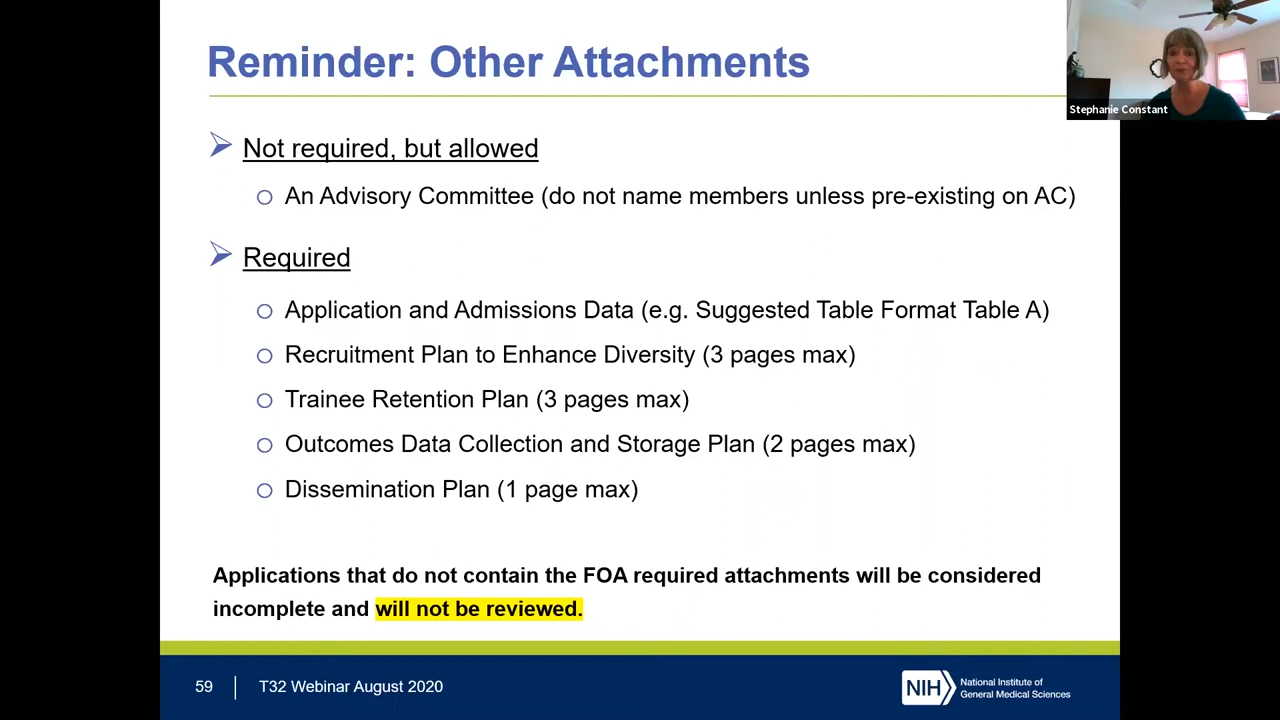 Reminder: Other Attachments
Stephanie Constant
Not required, but allowed
An Advisory Committee (do not name members unless pre-existing on AC)
Required
Application and Admissions Data (e.g. Suggested Table Format Table A)
Recruitment Plan to Enhance Diversity (3 pages max)
Trainee Retention Plan (3 pages max)
Outcomes Data Collection and Storage Plan (2 pages max)
Dissemination Plan (1 page max)
Applications that do not contain the FOA required attachments will be considered
incomplete and will not be reviewed.
59
T32 Webinar August 2020
NIH
National Institute of
General Medical Sciences